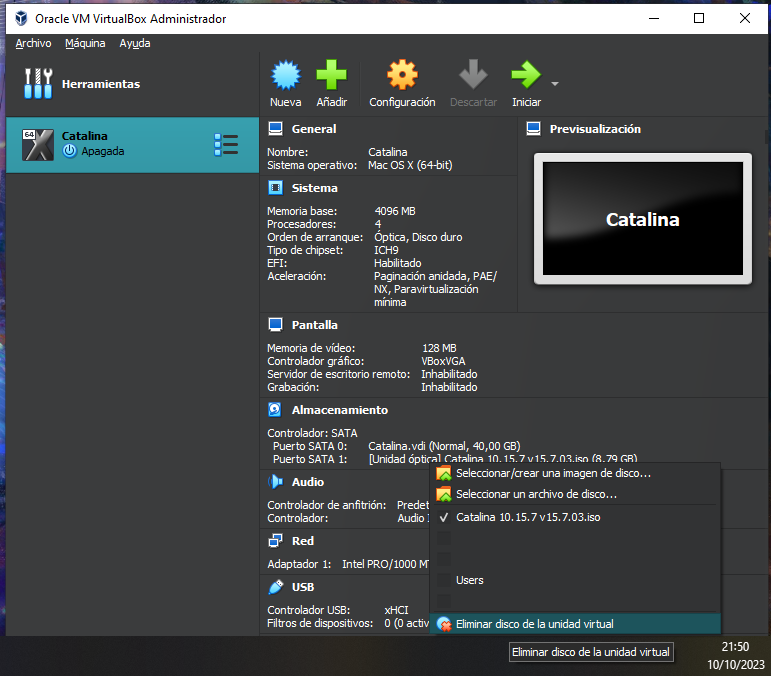 Oracle VM VirtualBox Administrador
Archivo Máquina Ayuda
Herramientas
Nueva Añadir Configuración Descartar Iniciar
64
Catalina
Apagada
General
Nombre: Catalina
Sistema operativo: Mac OS X (64-bit)
Sistema
Memoria base: 4096 MB
Procesadores: 4
Orden de arranque: Óptica, Disco duro
Tipo de chipset: ICH9
EFI: Habilitado
Aceleración: Paginación anidada, PAE/
NX, Paravirtualización
mínima
Previsualización
Catalina
Pantalla
Memoria de vídeo: 128 MB
Controlador gráfico: VBoxVGA
Servidor de escritorio remoto: Inhabilitado
Grabación: Inhabilitado
Almacenamiento
Controlador: SATA
Puerto SATA 0: Catalina.vdi (Normal, 40,00 GB)
Puerto SATA 1: [Unidad óptica] Catalina 10.15.7 v15.7.03.iso (8,79 GB)
Audio
Controlador de anfitrión: Predet
Controlador: Audio
Red
Adaptador 1: Intel PRO/1000 MT
USB
Controlador USB: xHCI
Filtros de dispositivos: 0 (0 activ
Seleccionar/crear una imagen de disco...
Seleccionar un archivo de disco...
Catalina 10.15.7 v15.7.03.iso
Users
Eliminar disco de la unidad virtual
Eliminar disco de la unidad virtual
21:50
10/10/2023